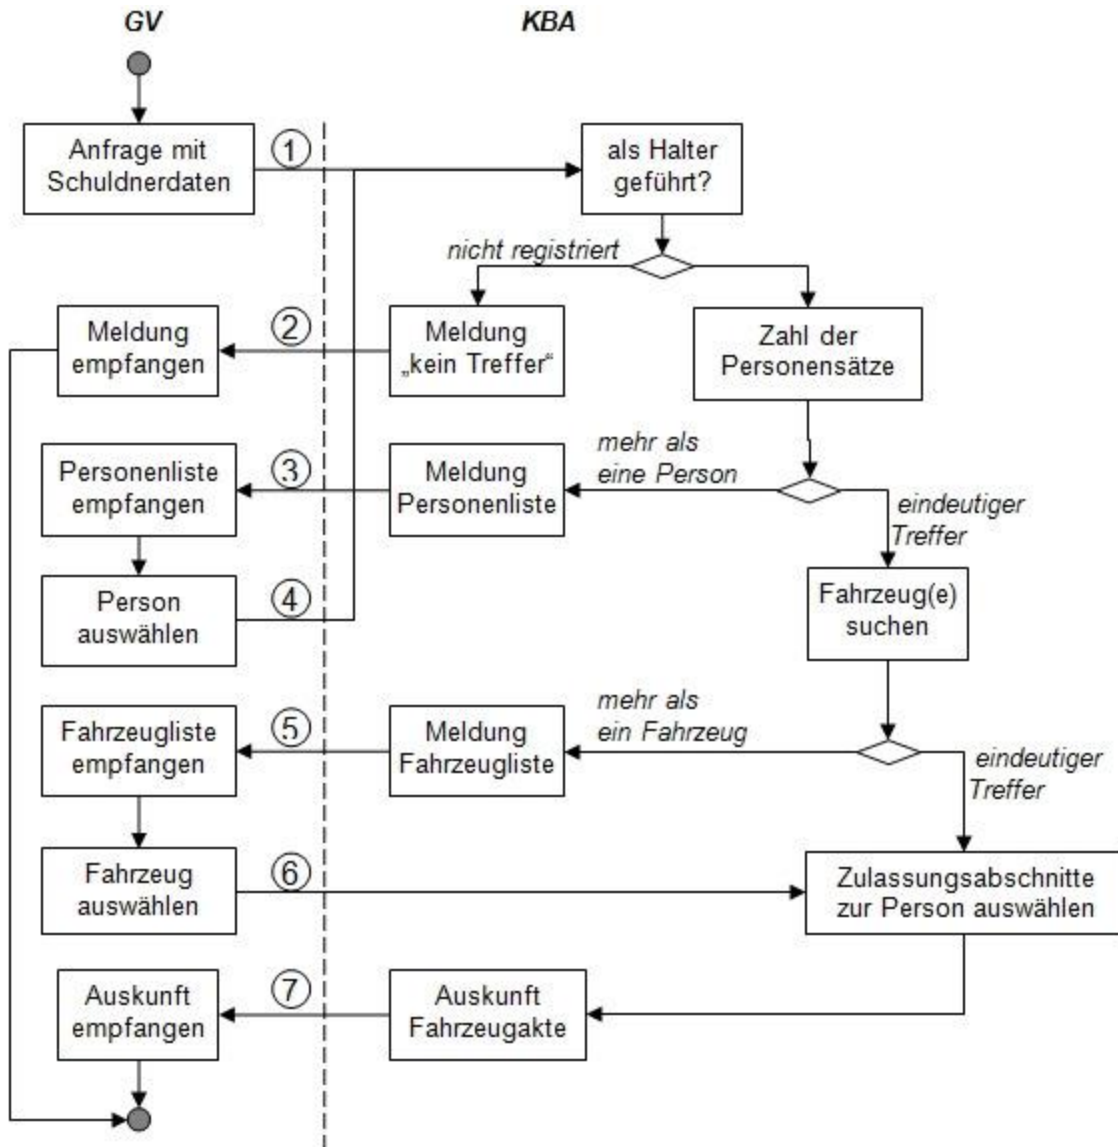 GV
KBA
Anfrage mit
Schuldnerdaten
1
als Halter
geführt?
nicht registriert
Meldung
empfangen
2
Meldung
„kein Treffer“
Zahl der
Personensätze
mehr als
eine Person
Personenliste
empfangen
3
Meldung
Personenliste
eindeutiger
Treffer
Person
auswählen
4
Fahrzeug(e)
suchen
mehr als
ein Fahrzeug
Fahrzeugliste
empfangen
5
Meldung
Fahrzeugliste
eindeutiger
Treffer
Fahrzeug
auswählen
6
Zulassungsabschnitte
zur Person auswählen
Auskunft
empfangen
7
Auskunft
Fahrzeugakte